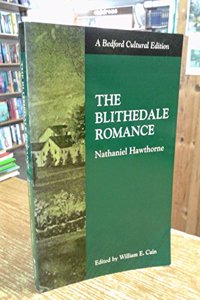 A Bedford Cultural Edition
THE
BLITHEDALE
ROMANCE
Nathaniel Hawthorne
Edited by William E. Cain